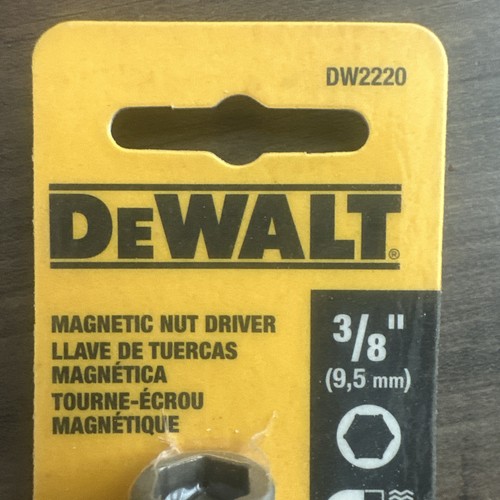 DW2220
DEWALT®
MAGNETIC NUT DRIVER
LLAVE DE TUERCAS
MAGNÉTICA
TOURNE-ÉCROU
MAGNÉTIQUE
3/8"
(9,5 mm)